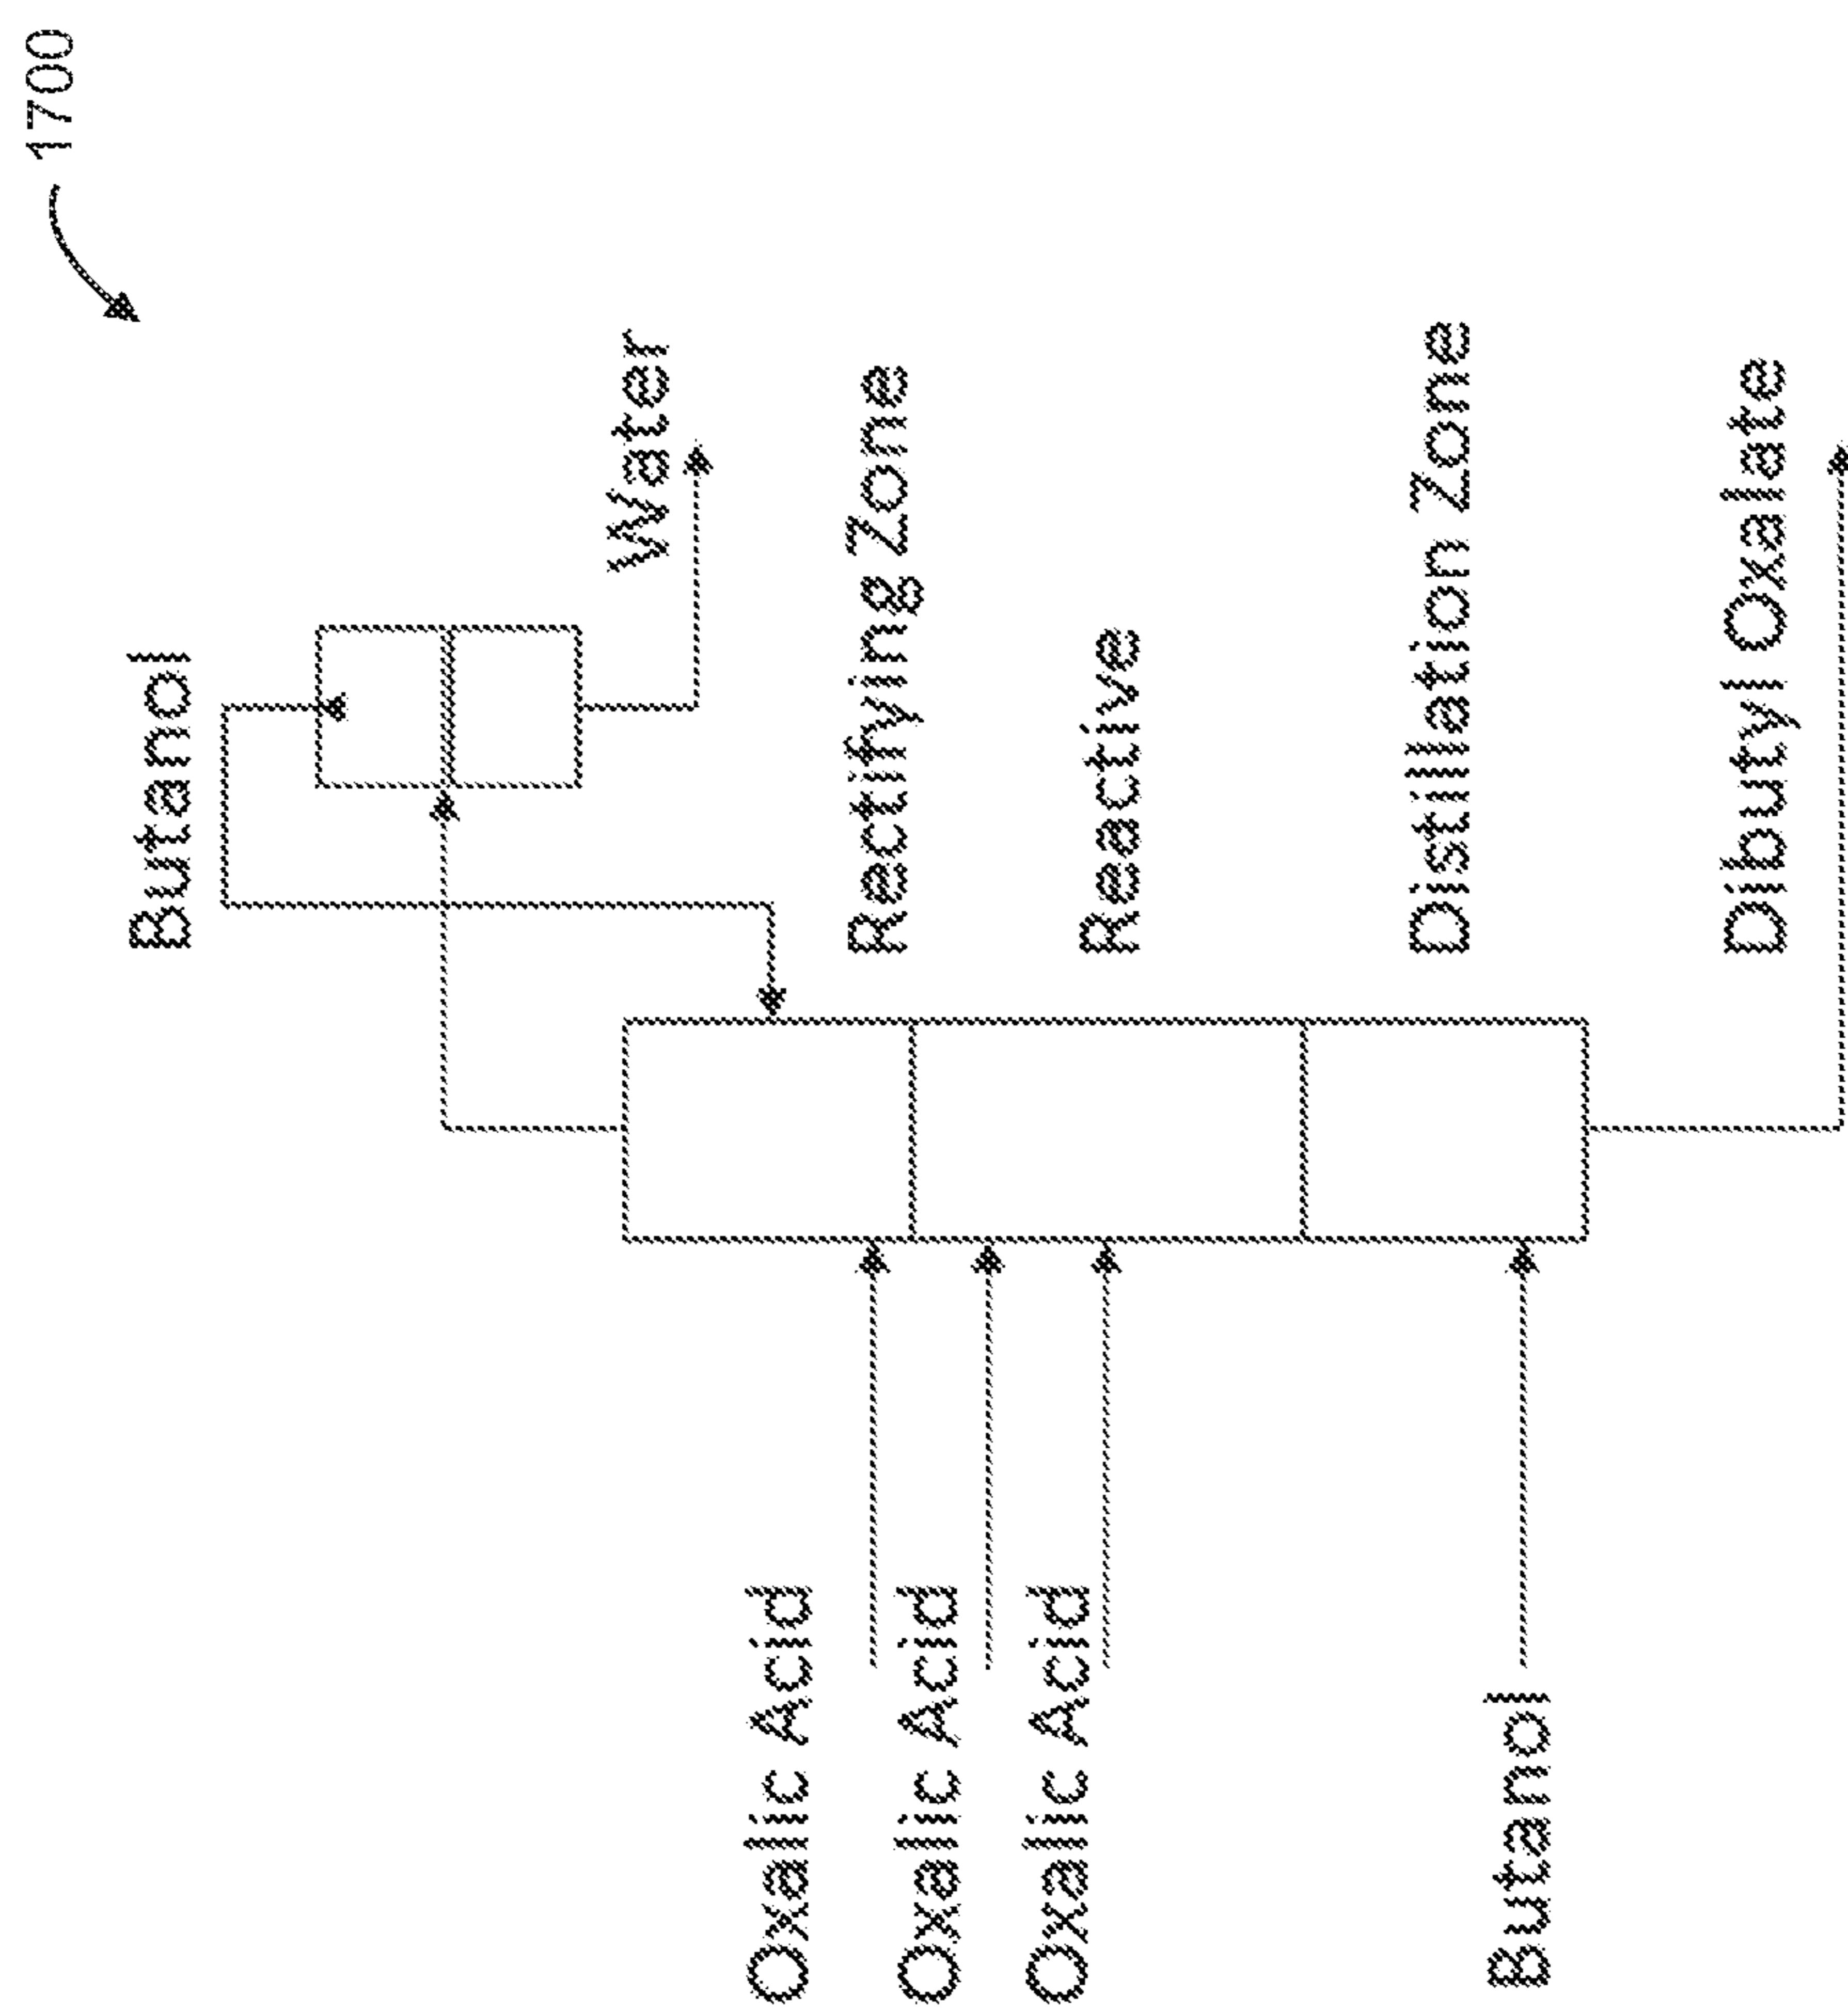 1700
Butanol
Water
Oxalic Acid
Oxalic Acid
Oxalic Acid
Rectifying Zone
Reactive
Distillation Zone
Butanol
Dibutyl Oxalate